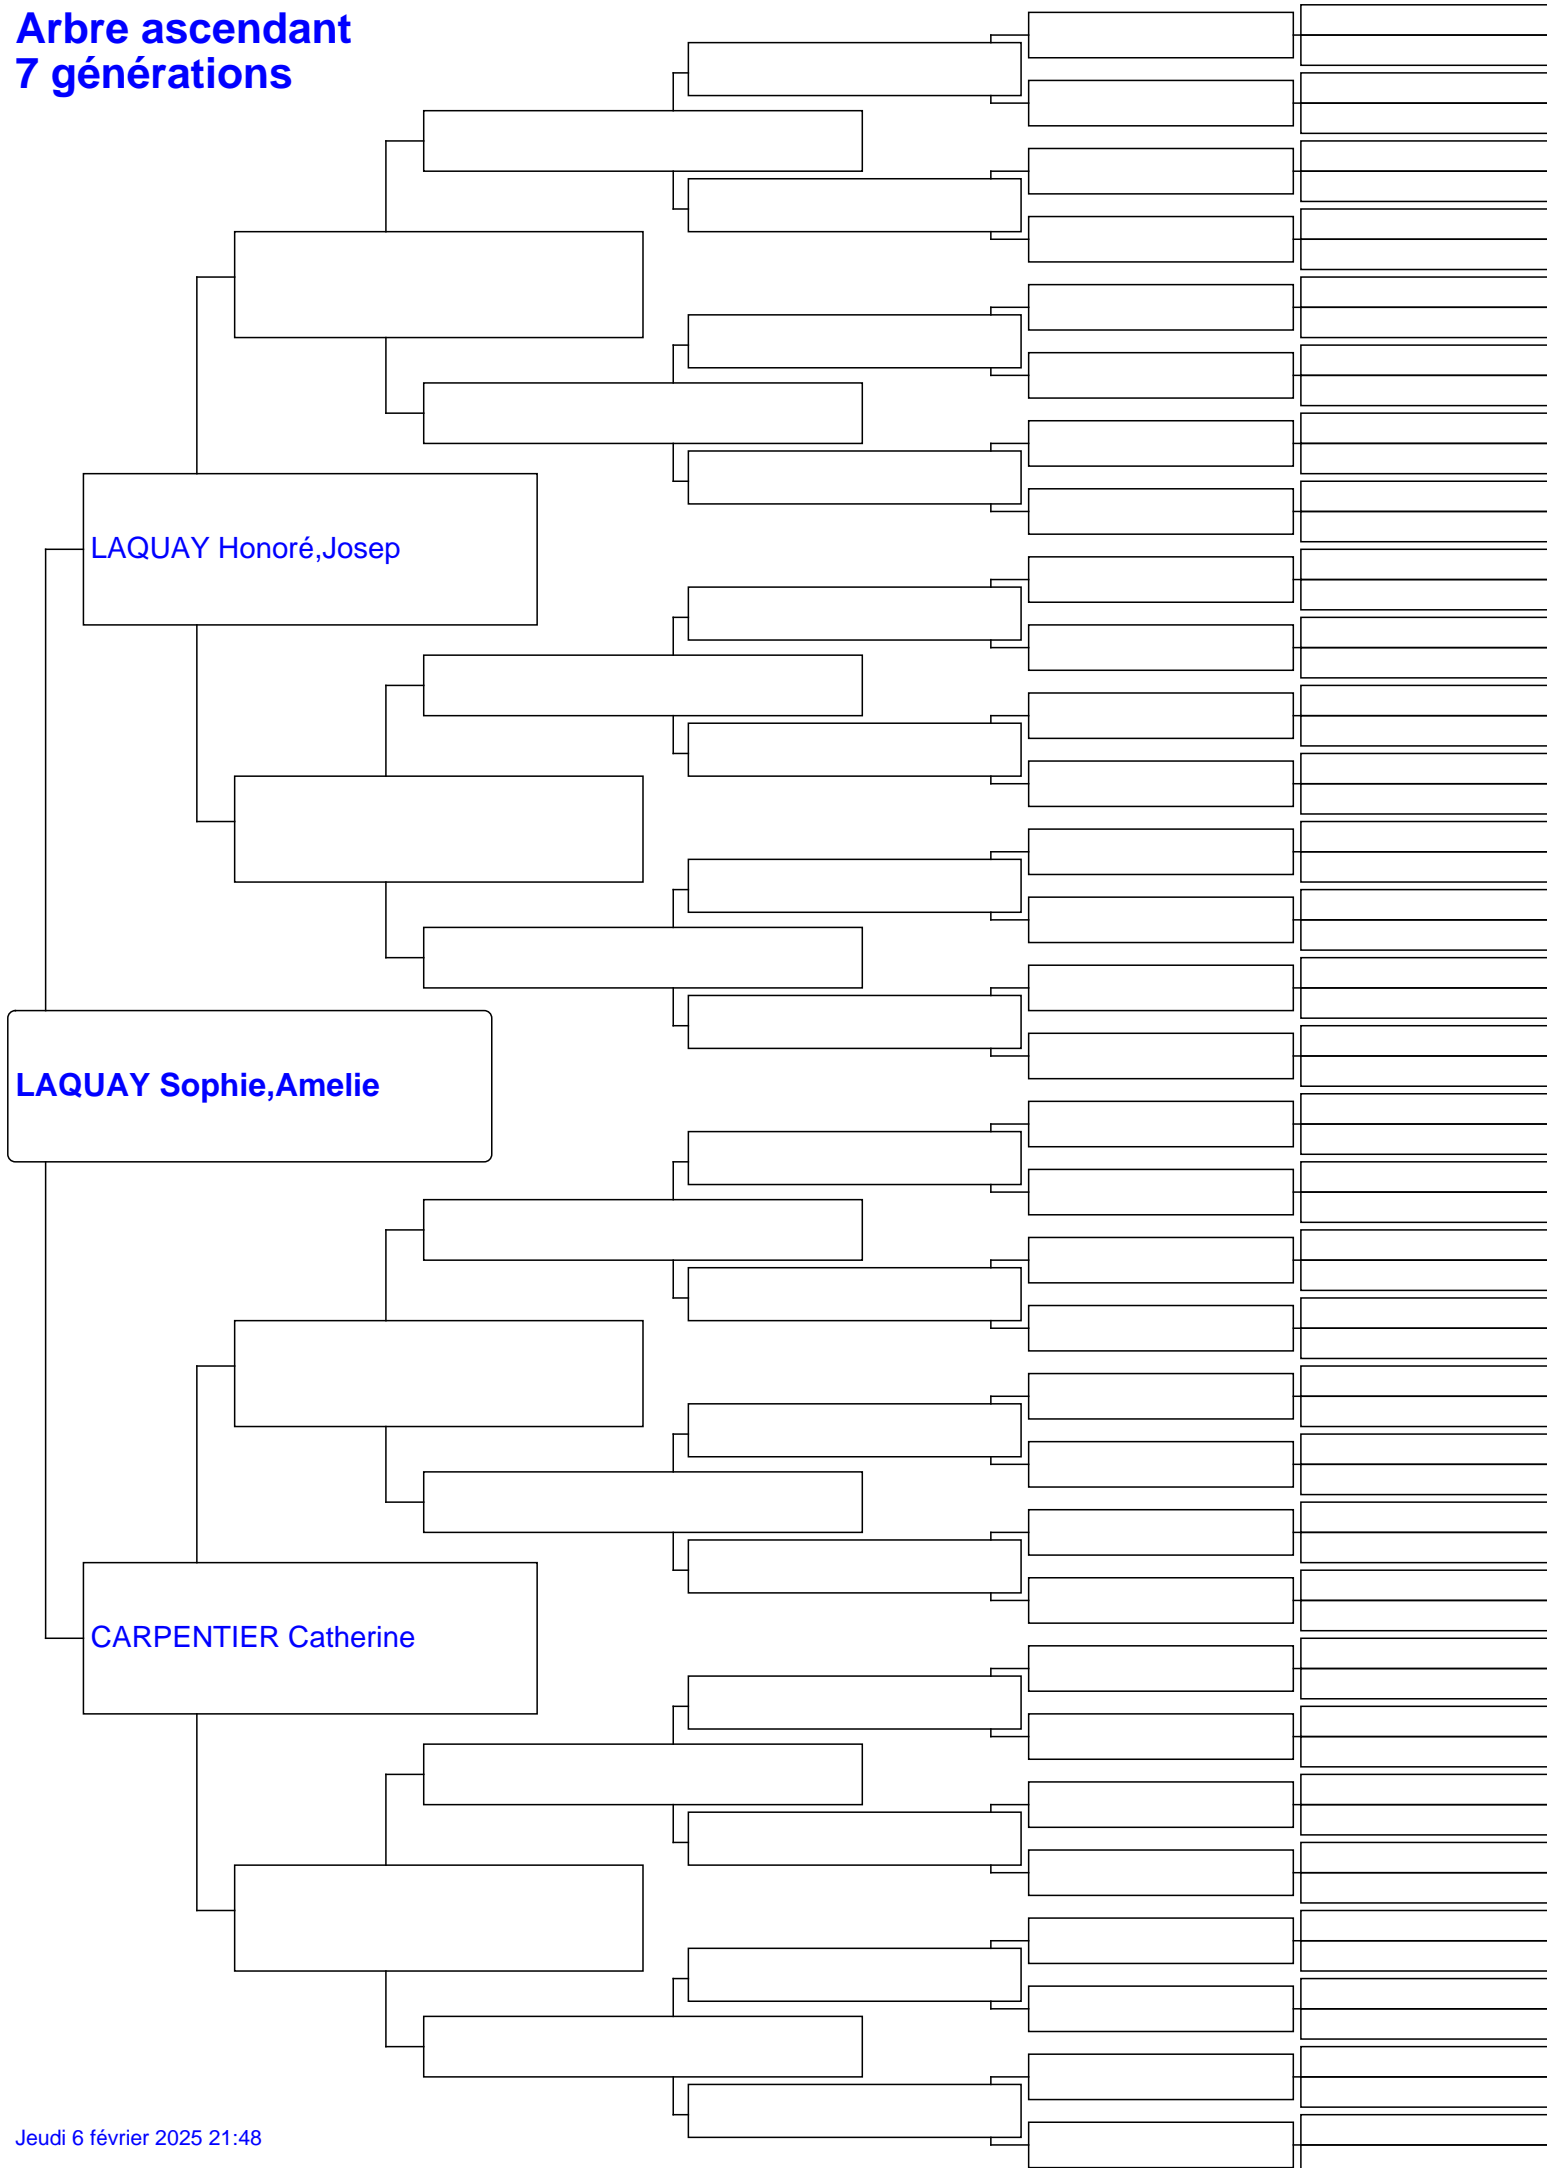 Arbre ascendant
7 générations
LAQUAY Honoré,Josep
LAQUAY Sophie,Amelie
CARPENTIER Catherine
Jeudi 6 février 2025 21:48